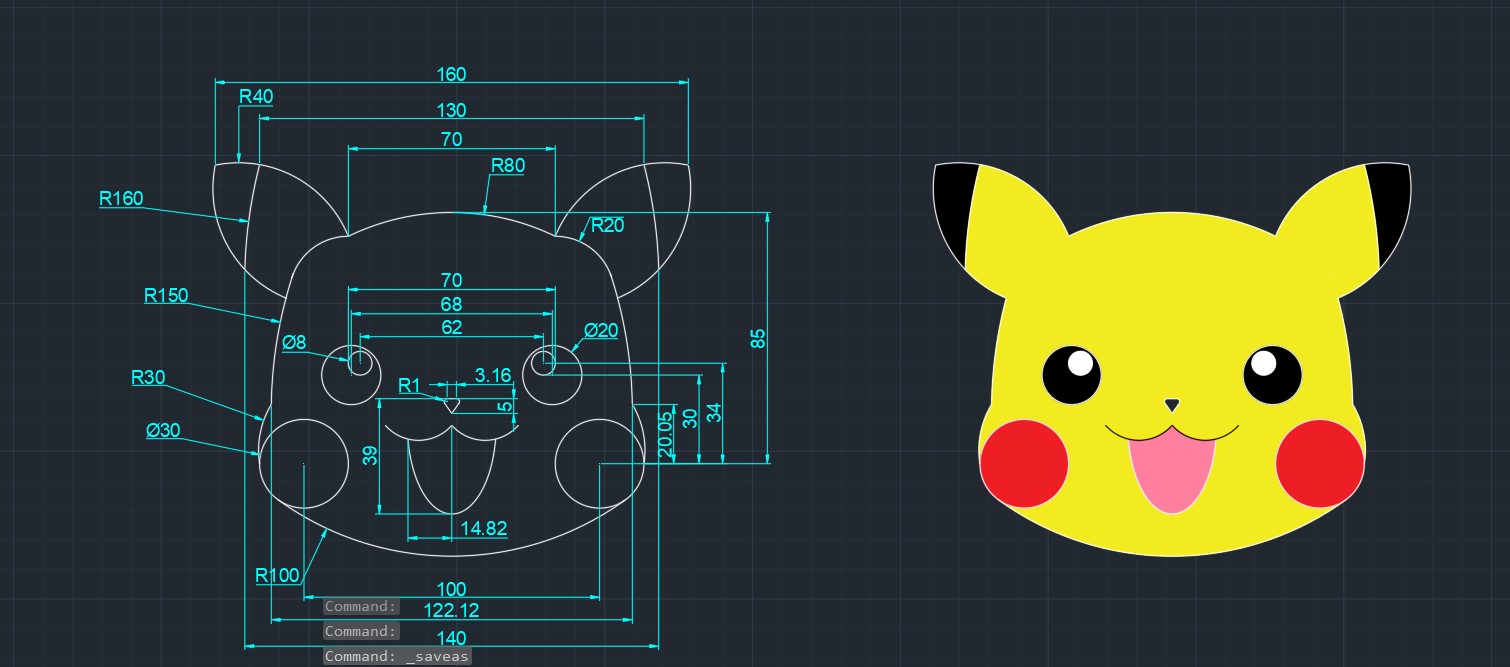 160
R40
130
70
R80
R160
R20
70
R150
68
62
Ø20
Ø8
85
R30
R1
3.16
5
34
30
20.05
Ø30
39
14.82
R100
100
Command:
122.12
Command:
140
Command: _saveas